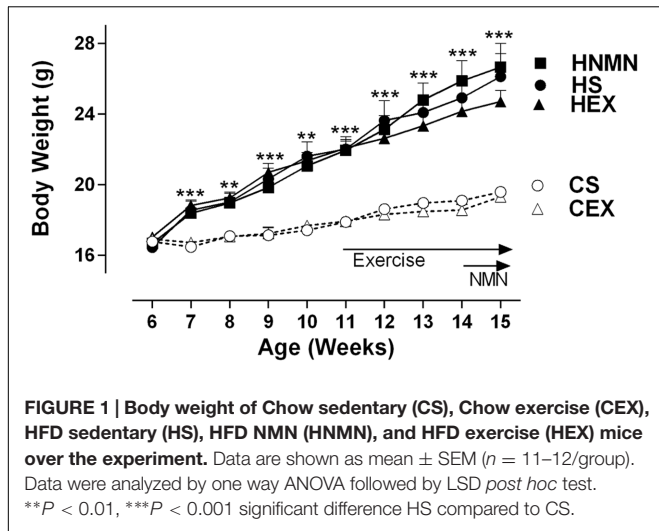 28
24
20
16
Body Weight (g)
***
**
***
**
***
***
***
***
***
HNMN
HS
HEX
CS
CEX
Exercise
NMN
6 7 8 9 10 11 12 13 14 15
Age (Weeks)
FIGURE 1 | Body weight of Chow sedentary (CS), Chow exercise (CEX),
HFD sedentary (HS), HFD NMN (HNMN), and HFD exercise (HEX) mice
over the experiment. Data are shown as mean ± SEM (n = 11–12/group).
Data were analyzed by one way ANOVA followed by LSD post hoc test.
**P < 0.01, ***P < 0.001 significant difference HS compared to CS.